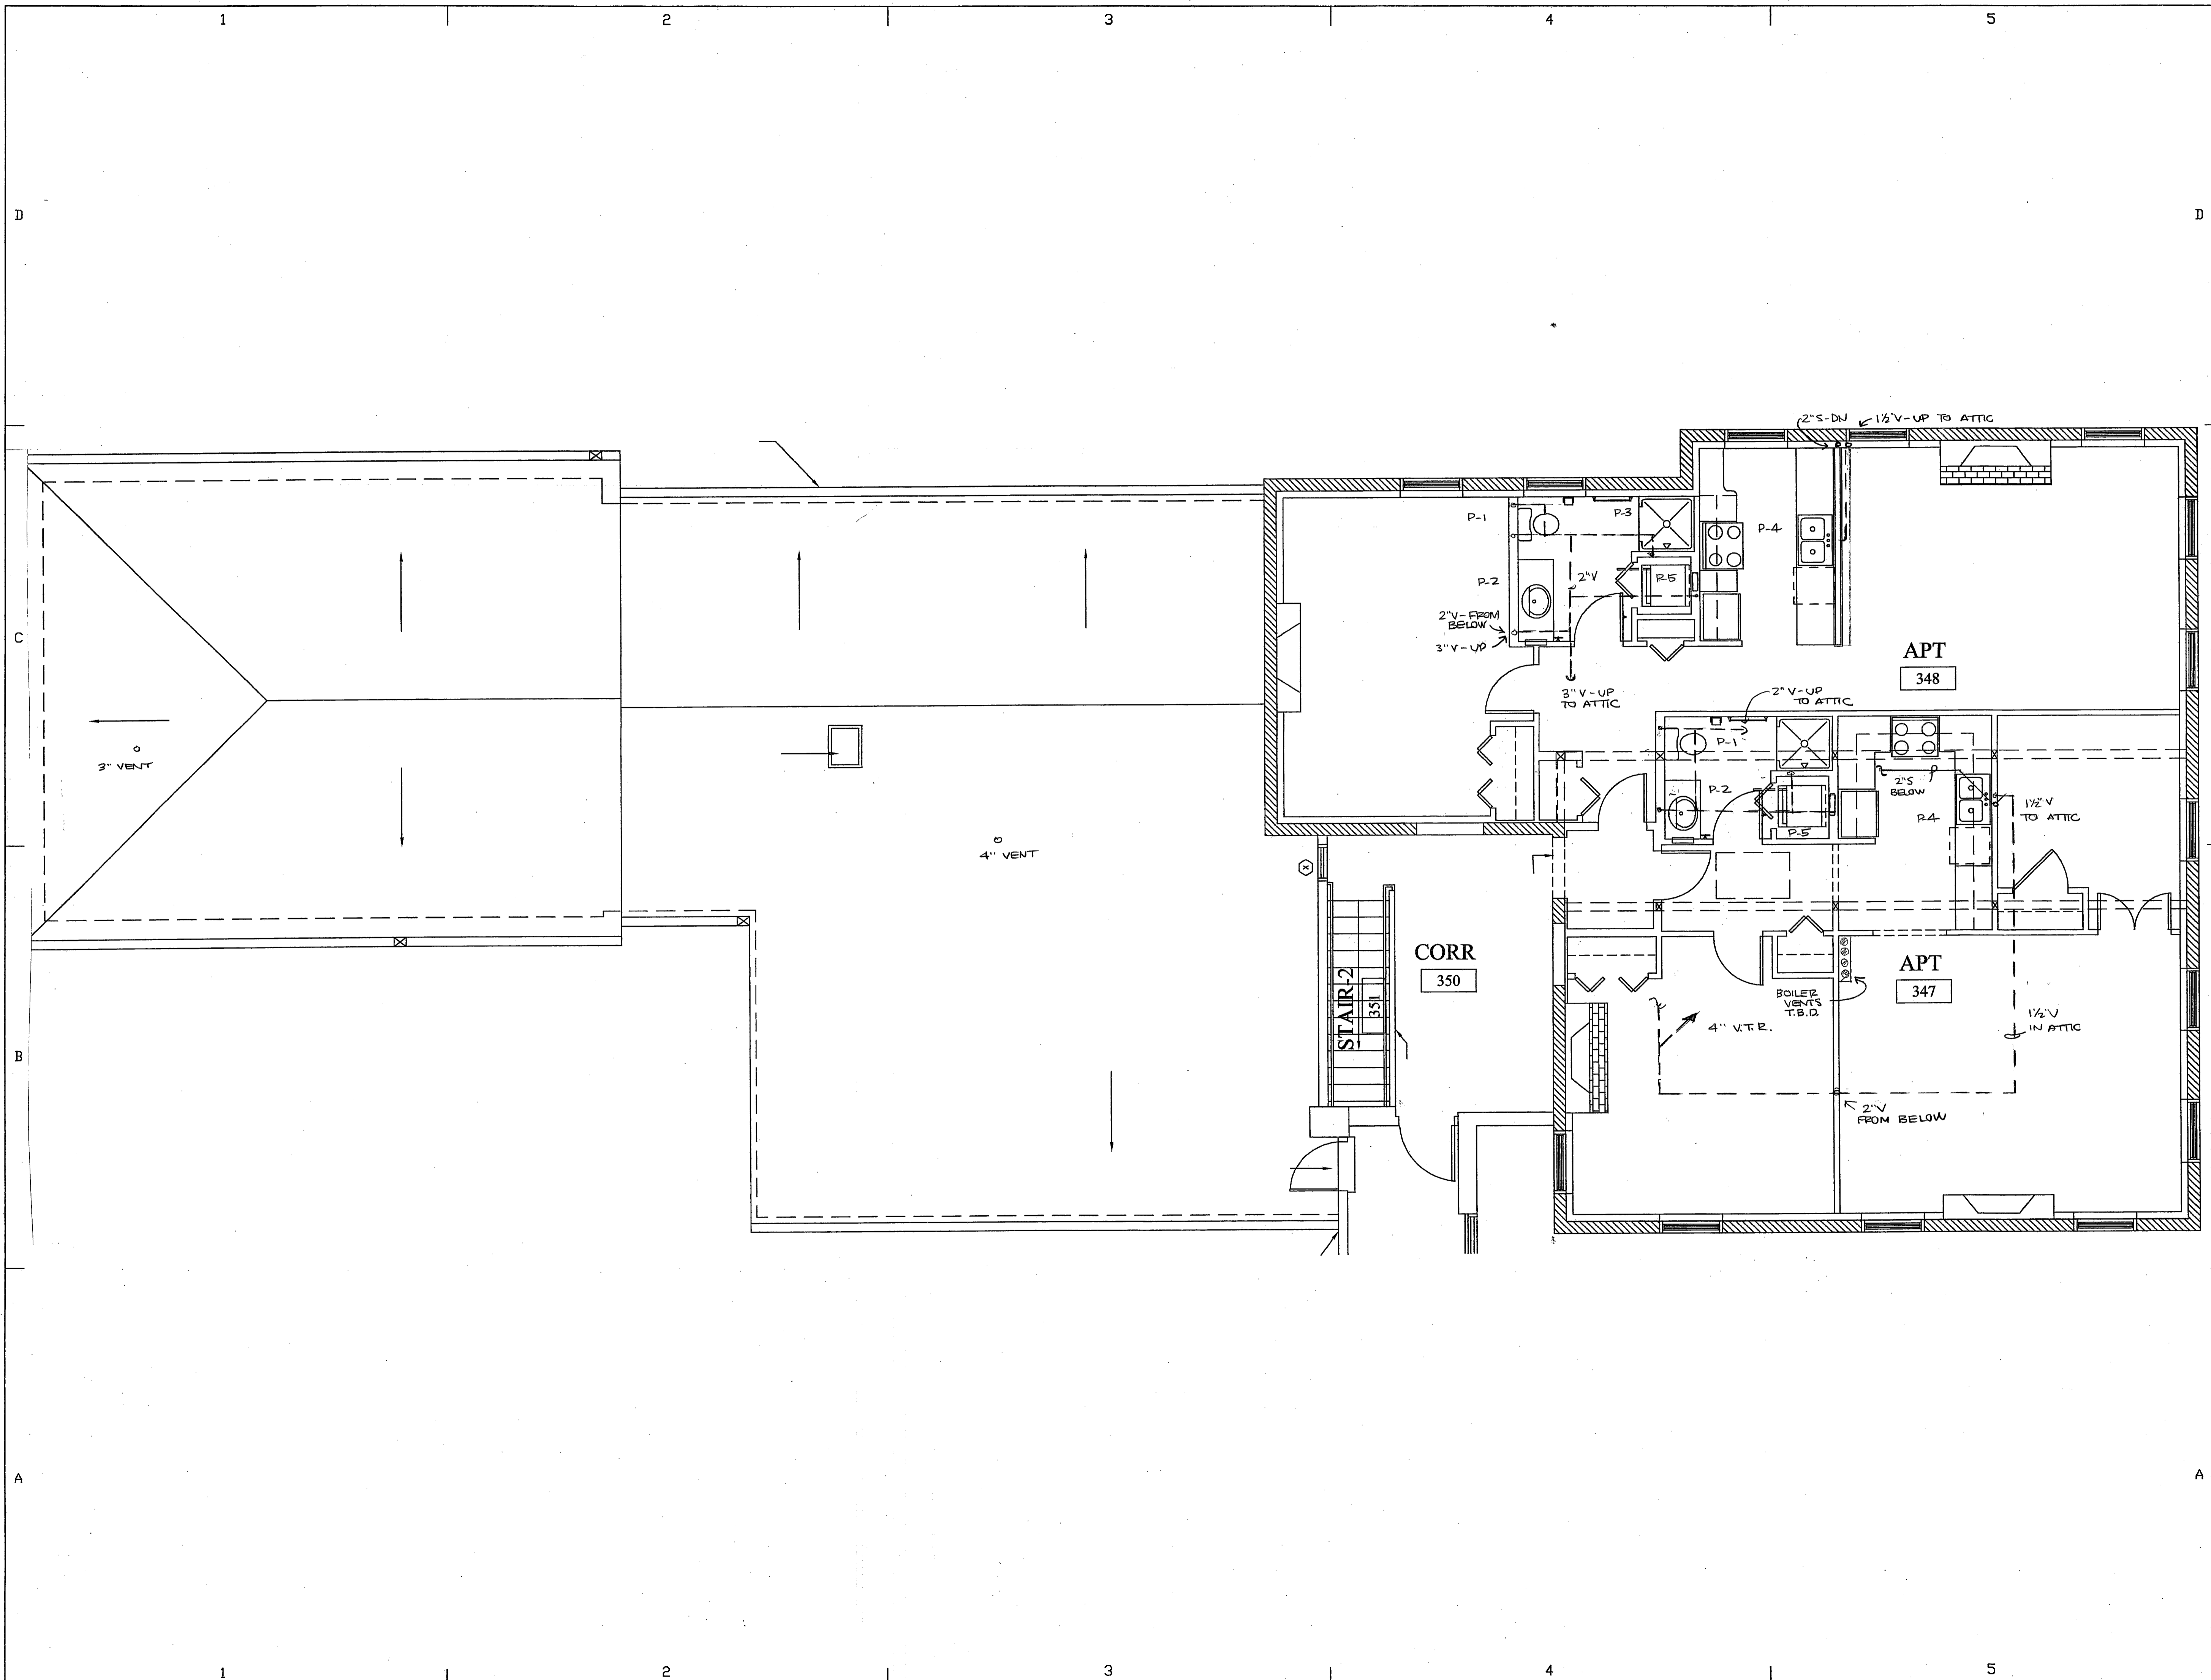 1 2 3 4 5
D D
2"S-DN 1½"V-UP TO ATTIC
P-1
P-3
P-4
P-2
2"V
P-5
2"V-FROM
BELOW
3"V-UP
C
APT
348
3"V-UP
TO ATTIC
2"V-UP
TO ATTIC
P-1
3" VENT
2"S
BELOW
P-2
P-4
1½"V
TO ATTIC
P-5
4" VENT
X
CORR
350
STAIR-2
351
APT
347
BOILER
VENTS
T.B.D.
4" V.T.R.
1½"V
IN ATTIC
B
2"V
FROM BELOW
A A
1 2 3 4 5